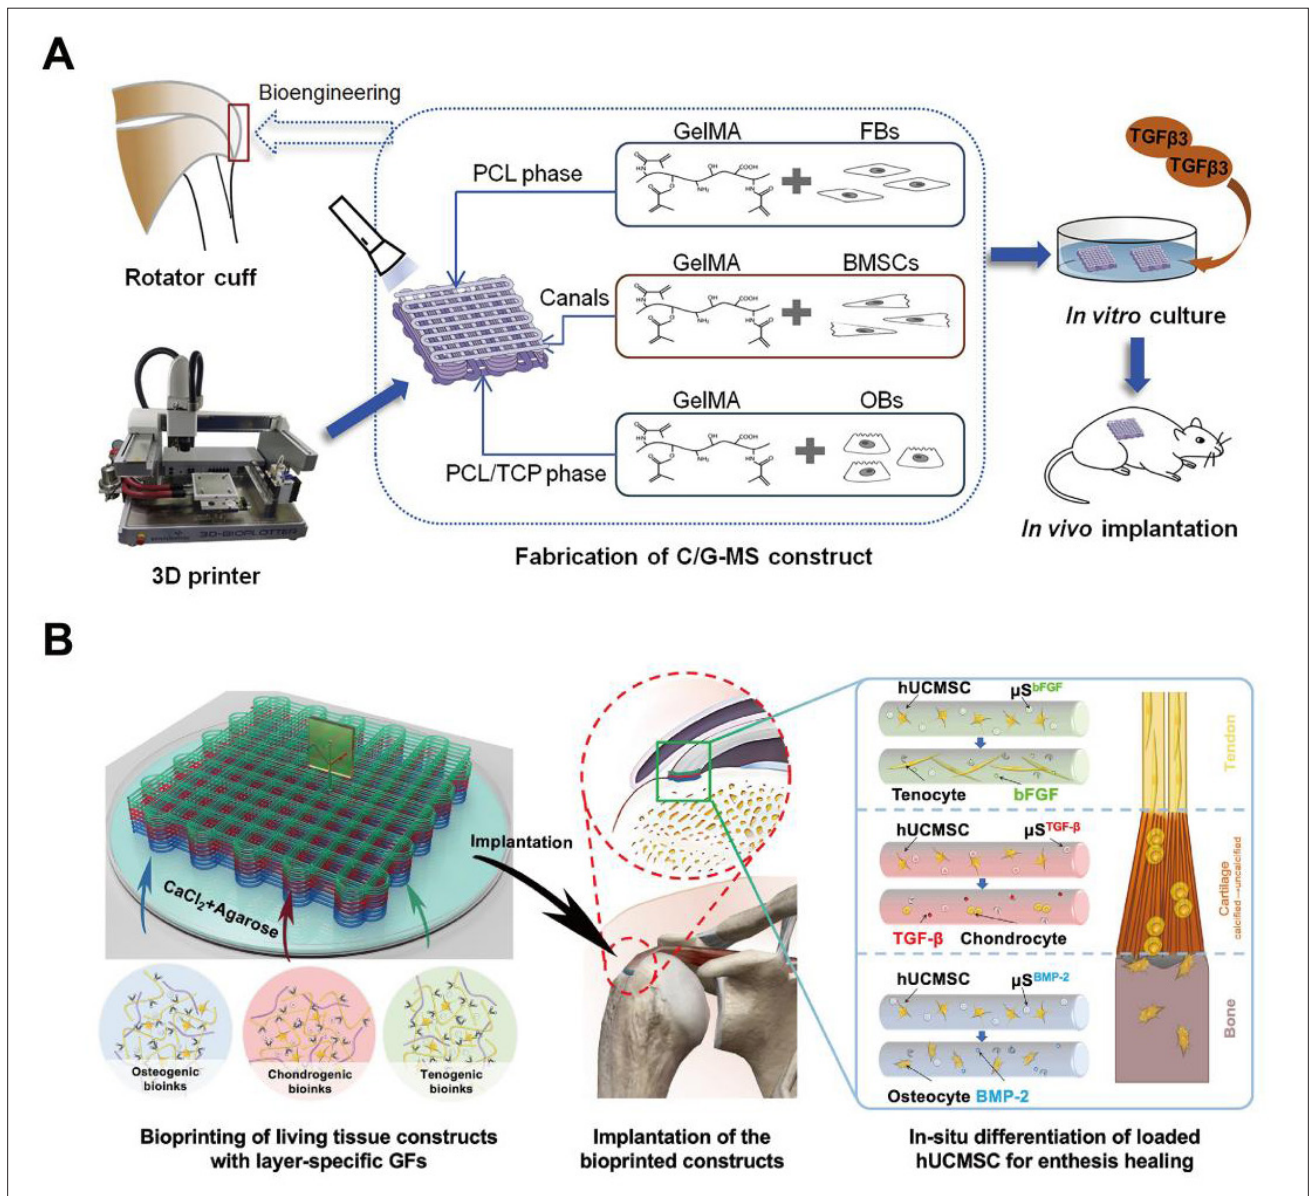 A
Bioengineering
Rotator cuff
3D-BIOPLOTTER
3D printer
PCL phase
GelMA
FBs
Canals
GelMA
BMSCs
PCL/TCP phase
GelMA
OBs
Fabrication of C/G-MS construct
TGFβ3
TGFβ3
In vitro culture
In vivo implantation
B
CaCl2+Agarose
Osteogenic
bioinks
Chondrogenic
bioinks
Tenogenic
bioinks
Bioprinting of living tissue constructs
with layer-specific GFs
Implantation
Implantation of the
bioprinted constructs
hUCMSC
µSbFGF
Tenocyte
bFGF
Tendon
hUCMSC
µSTGF-β
TGF-β
Chondrocyte
Cartilage
calcified→uncalcified
hUCMSC
µSBMP-2
Osteocyte
BMP-2
Bone
In-situ differentiation of loaded
hUCMSC for enthesis healing